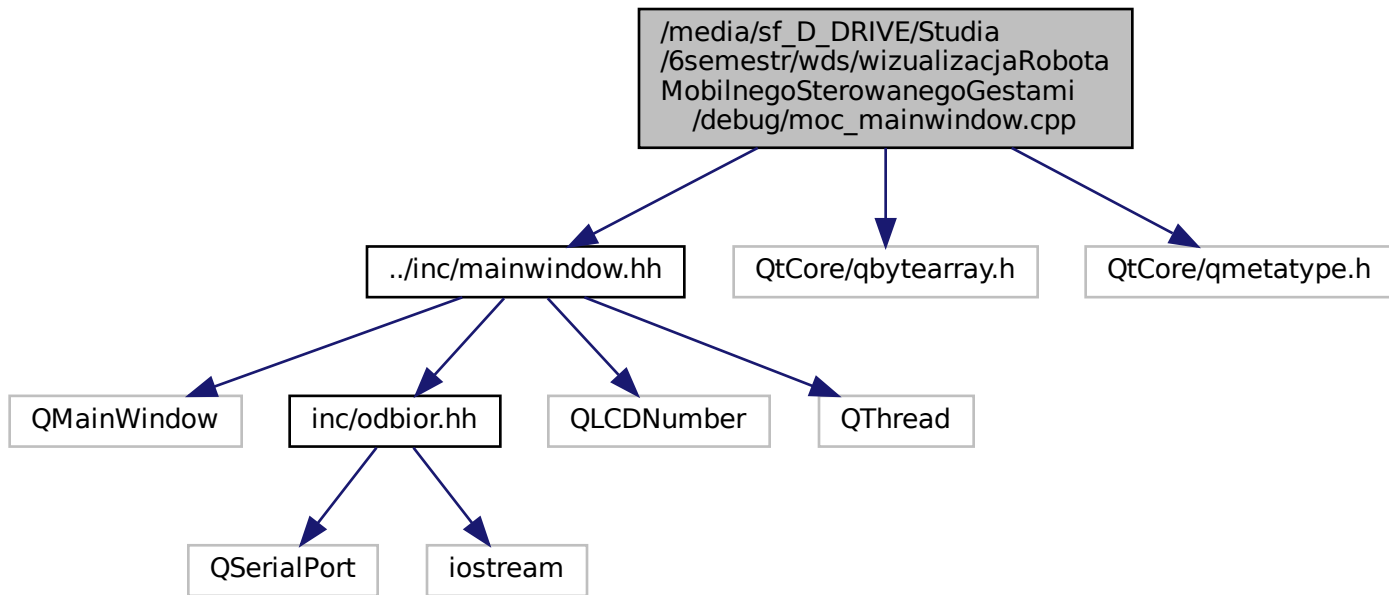 /media/sf_D_DRIVE/Studia
/6semestr/wds/wizualizacjaRobota
MobilnegoSterowanegoGestami
/debug/moc_mainwindow.cpp
../inc/mainwindow.hh
QtCore/qbytearray.h
QtCore/qmetatype.h
QMainWindow
inc/odbior.hh
QLCDNumber
QThread
QSerialPort
iostream